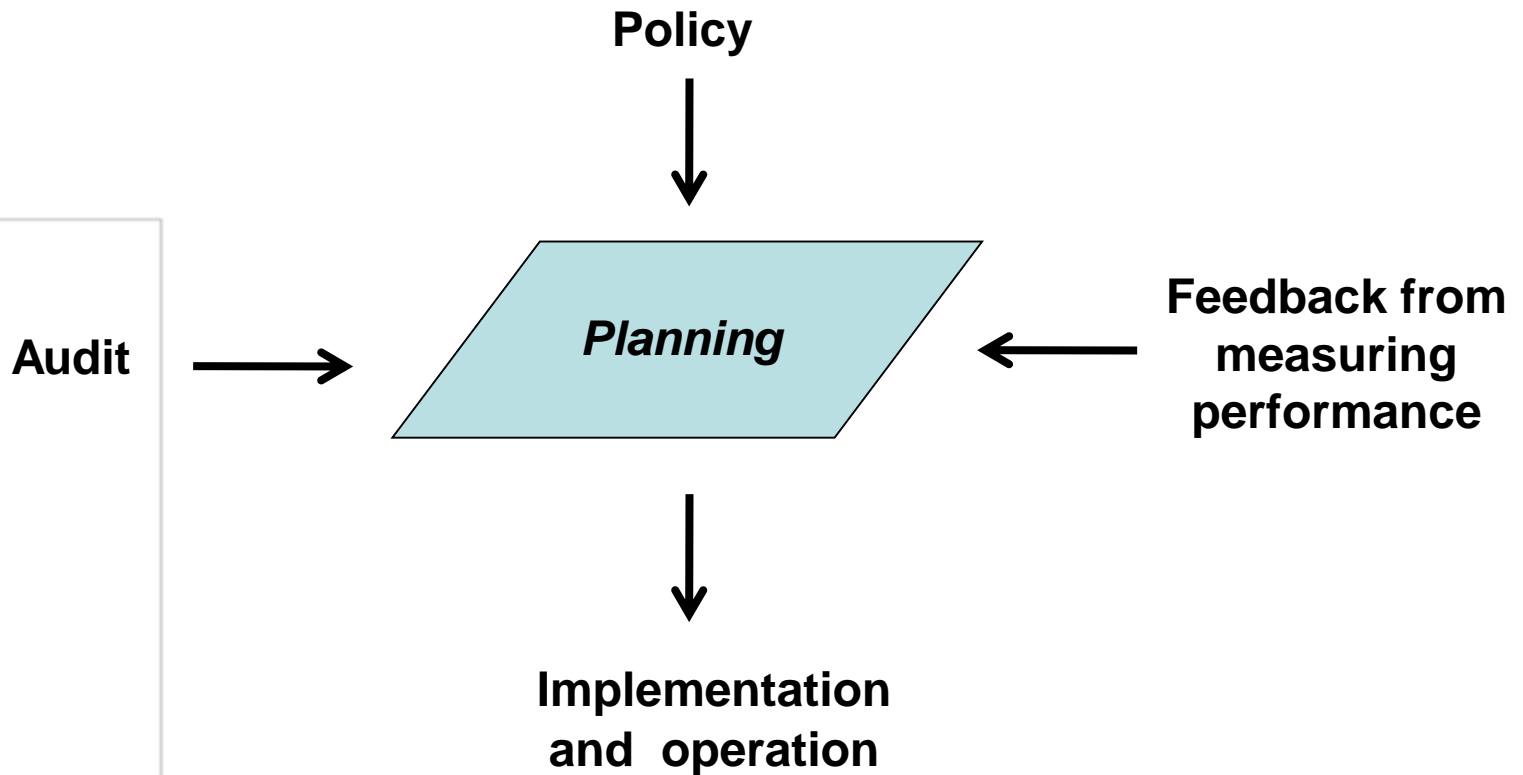 Policy
Planning
Audit
Feedback from
measuring
performance
Implementation
and operation